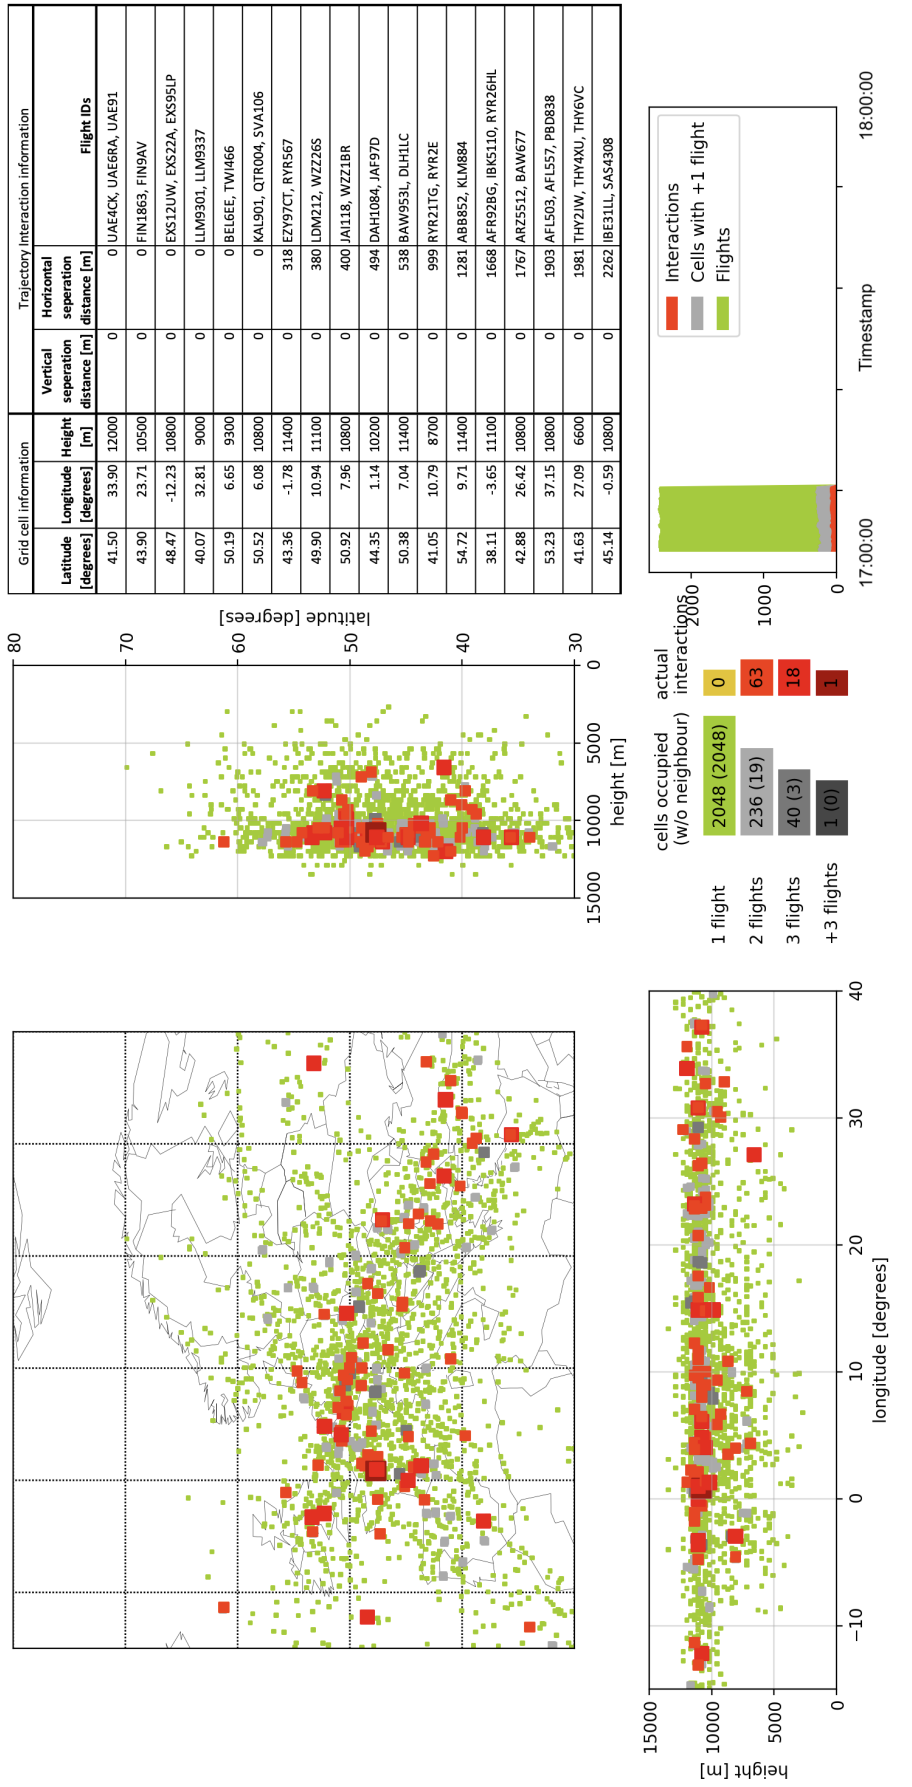 Grid cell information Trajectory Interaction information
Latitude [degrees] Longitude [degrees] Height [m] Vertical seperation distance [m] Horizontal seperation distance [m] Flight IDs
41.50 33.90 12000 0 0 UAE4CK, UAE6RA, UAE91
43.90 23.71 10500 0 0 FIN1863, FIN9AV
48.47 -12.23 10800 0 0 EXS12UW, EXS22A, EXS95LP
40.07 32.81 9000 0 0 LLM9301, LLM9337
50.19 6.65 9300 0 0 BEL6EE, TWI466
50.52 6.08 10800 0 0 KAL901, QTR004, SVA106
43.36 -1.78 11400 0 318 EZY97CT, RYR567
49.90 10.94 11100 0 380 LDM212, WZZ26S
50.92 7.96 10800 0 400 JAI118, WZZ1BR
44.35 1.14 10200 0 494 DAH1084, JAF97D
50.38 7.04 11400 0 538 BAW953L, DLH1LC
41.05 10.79 8700 0 999 RYR21TG, RYR2E
54.72 9.71 11400 0 1281 ABB852, KLM884
38.11 -3.65 11100 0 1668 AFR92BG, IBK5110, RYR26HL
42.88 26.42 10800 0 1767 ARZ5512, BAW677
53.23 37.15 10800 0 1903 AFL503, AFL557, PBD838
41.63 27.09 6600 0 1981 THY2JW, THY4XU, THY6VC
45.14 -0.59 10800 0 2262 IBE31LL, SAS4308
80
70
60
50
40
30
latitude [degrees]
15000 10000 5000 0
height [m]
15000
10000
5000
0
height [m]
−10 0 10 20 30 40
longitude [degrees]
cells occupied
(w/o neighbour)
actual
interactions
1 flight 2048 (2048) 0
2 flights 236 (19) 63
3 flights 40 (3) 18
+3 flights 1 (0) 1
2000
1000
0
Interactions
Cells with +1 flight
Flights
17:00:00 18:00:00
Timestamp